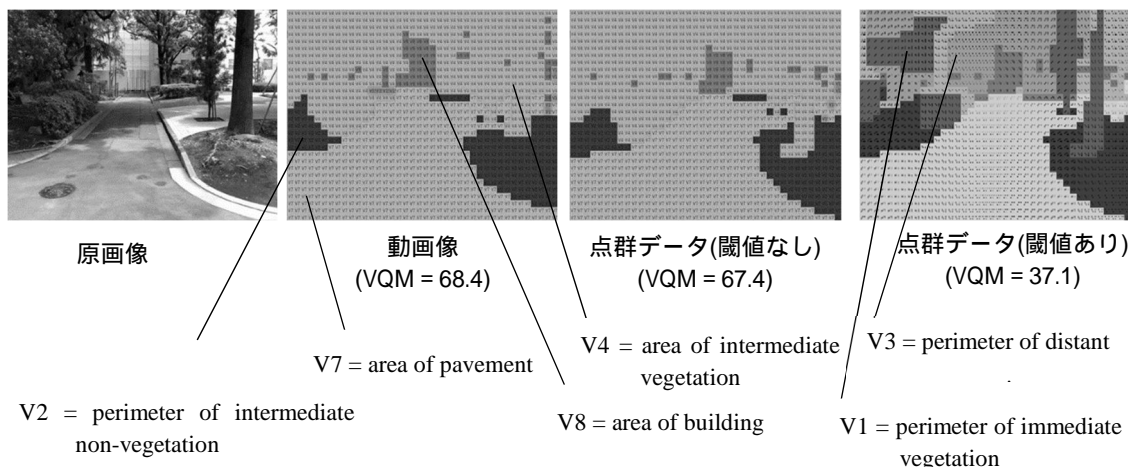 原画像
動画像
(VQM = 68.4)
点群データ(閾値なし)
(VQM = 67.4)
点群データ(閾値あり)
(VQM = 37.1)
V7 = area of pavement
V4 = area of intermediate
vegetation
V3 = perimeter of distant
V2 = perimeter of intermediate
non-vegetation
V8 = area of building
V1 = perimeter of immediate
vegetation